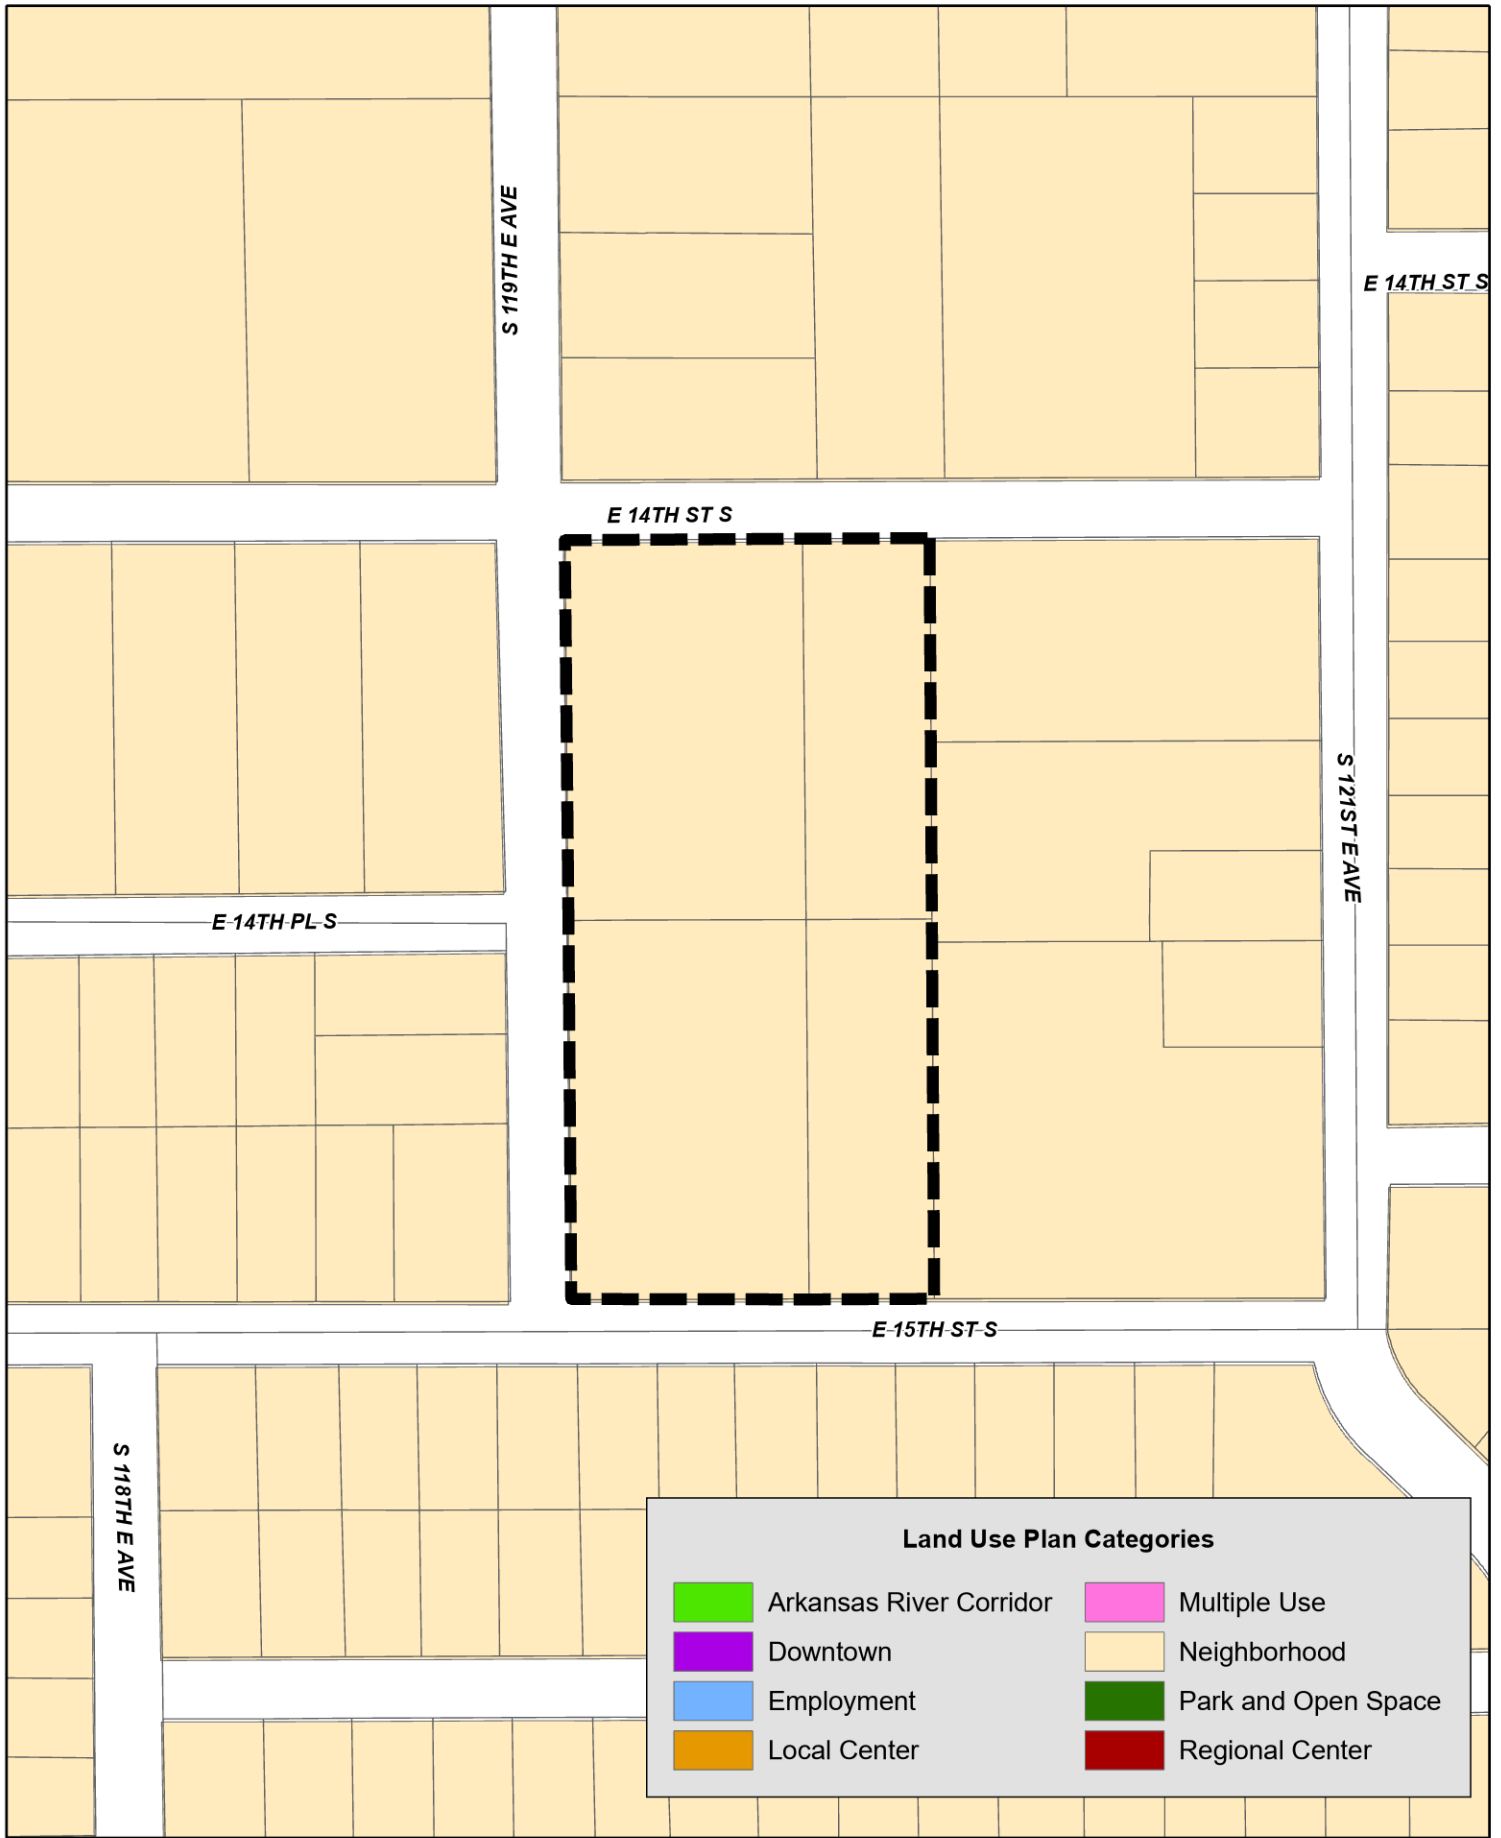 S 119TH E AVE
E 14TH ST S
E 14TH ST S
S 121ST E AVE
E 14TH PL S
E 15TH ST S
S 118TH E AVE
Land Use Plan Categories
Arkansas River Corridor
Downtown
Employment
Local Center
Multiple Use
Neighborhood
Park and Open Space
Regional Center